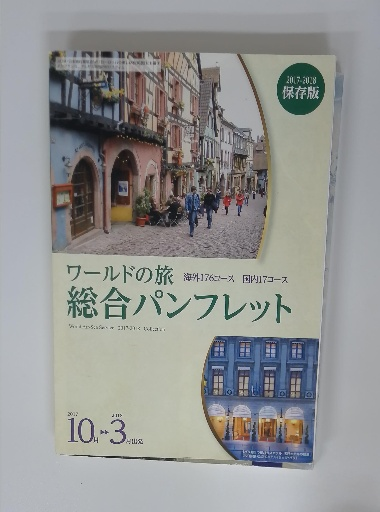 2017-2018
保存版
ワールドの旅
海外176コース 国内17コース
総合パンフレット
2017 2018
10月 ▶▶ 3月出発